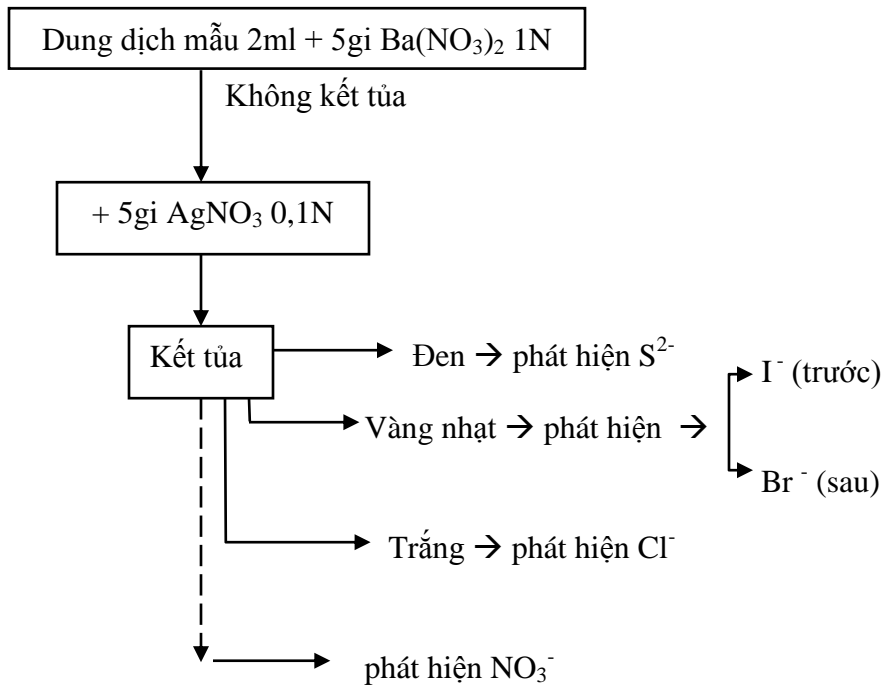 Dung dịch mẫu 2ml + 5gi Ba(NO₃)₂ 1N
Không kết tủa
+ 5gi AgNO₃ 0,1N
Kết tủa
Đen → phát hiện S²⁻
Vàng nhạt → phát hiện →
I⁻ (trước)
Br⁻ (sau)
Trắng → phát hiện Cl⁻
phát hiện NO₃⁻